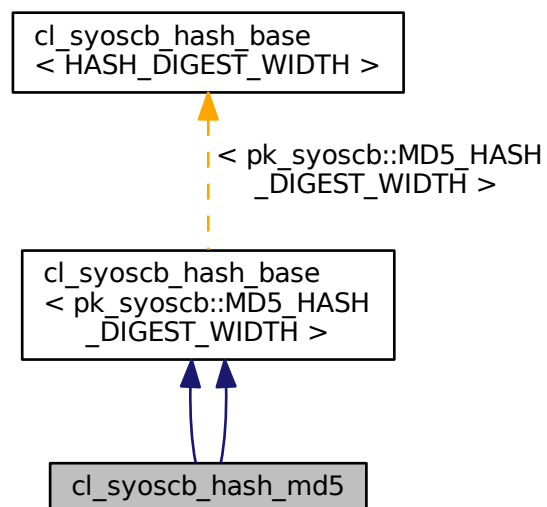 cl_syoscb_hash_base
< HASH_DIGEST_WIDTH >
< pk_syoscb::MD5_HASH
_DIGEST_WIDTH >
cl_syoscb_hash_base
< pk_syoscb::MD5_HASH
_DIGEST_WIDTH >
cl_syoscb_hash_md5